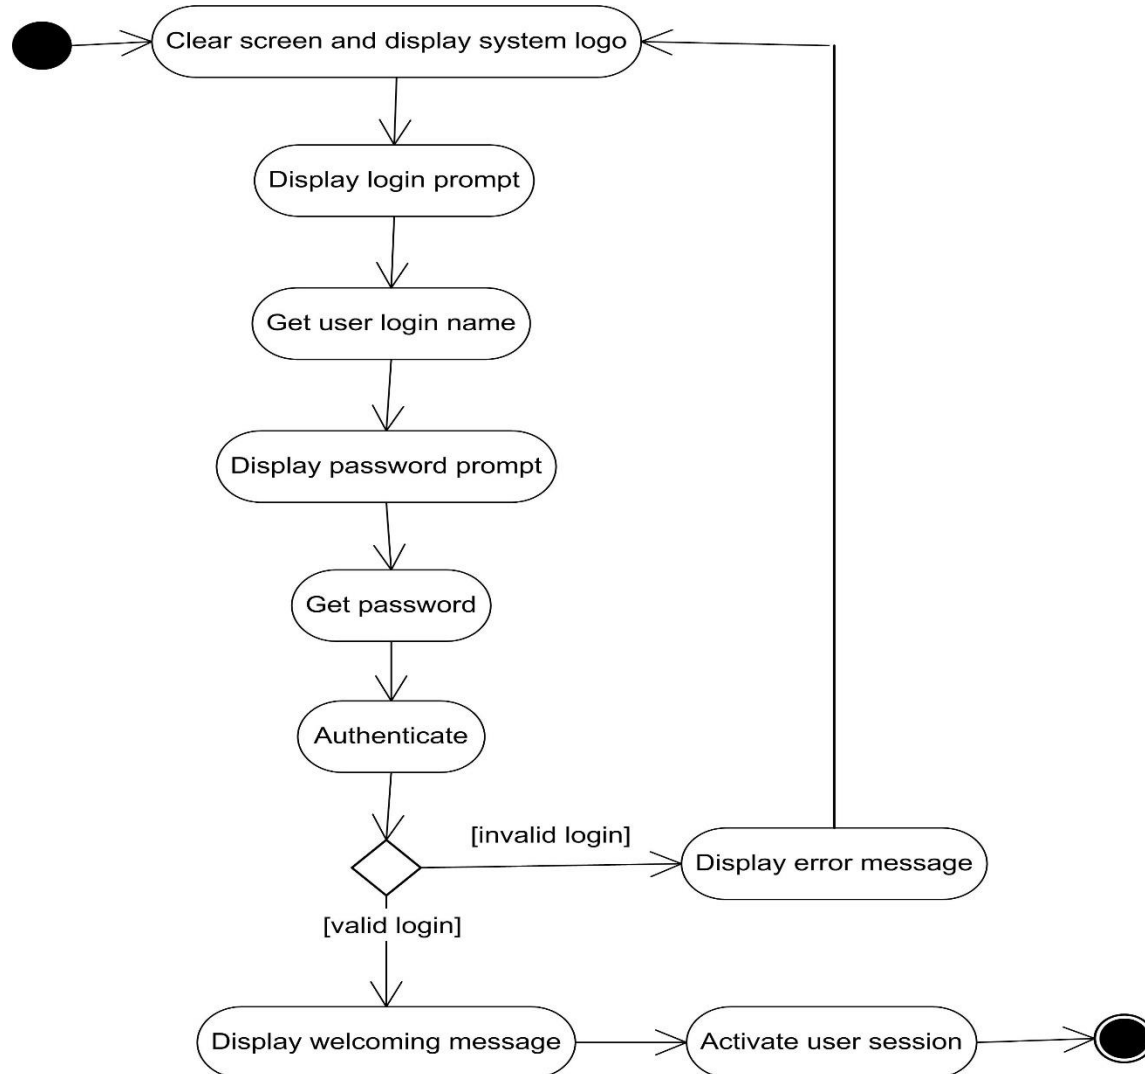 Clear screen and display system logo
Display login prompt
Get user login name
Display password prompt
Get password
Authenticate
[invalid login]
Display error message
[valid login]
Display welcoming message
Activate user session